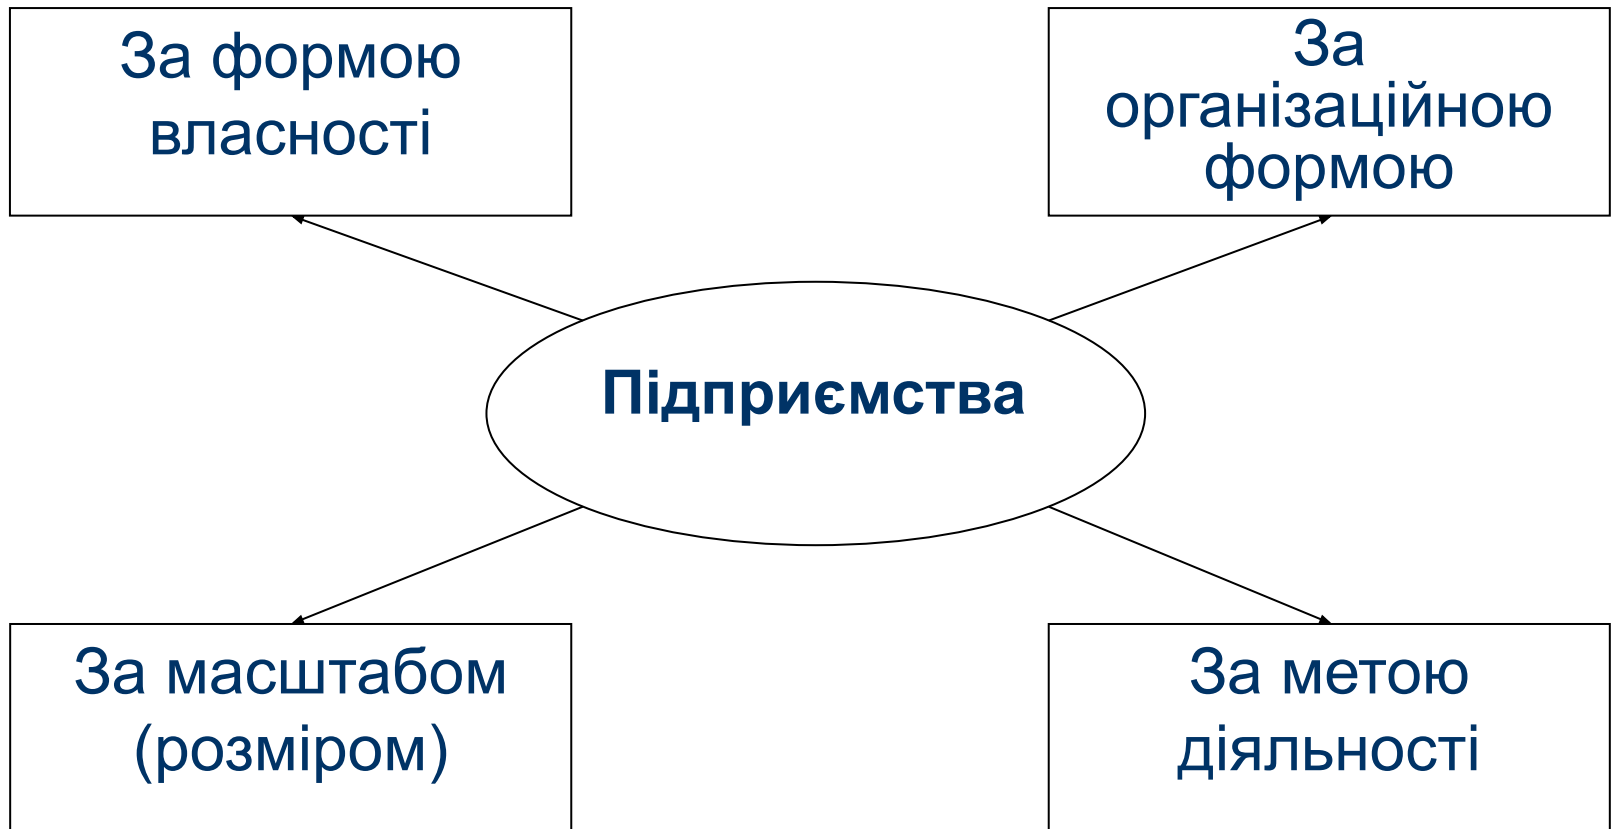 За формою
власності
За
організаційною
формою
Підприємства
За масштабом
(розміром)
За метою
діяльності